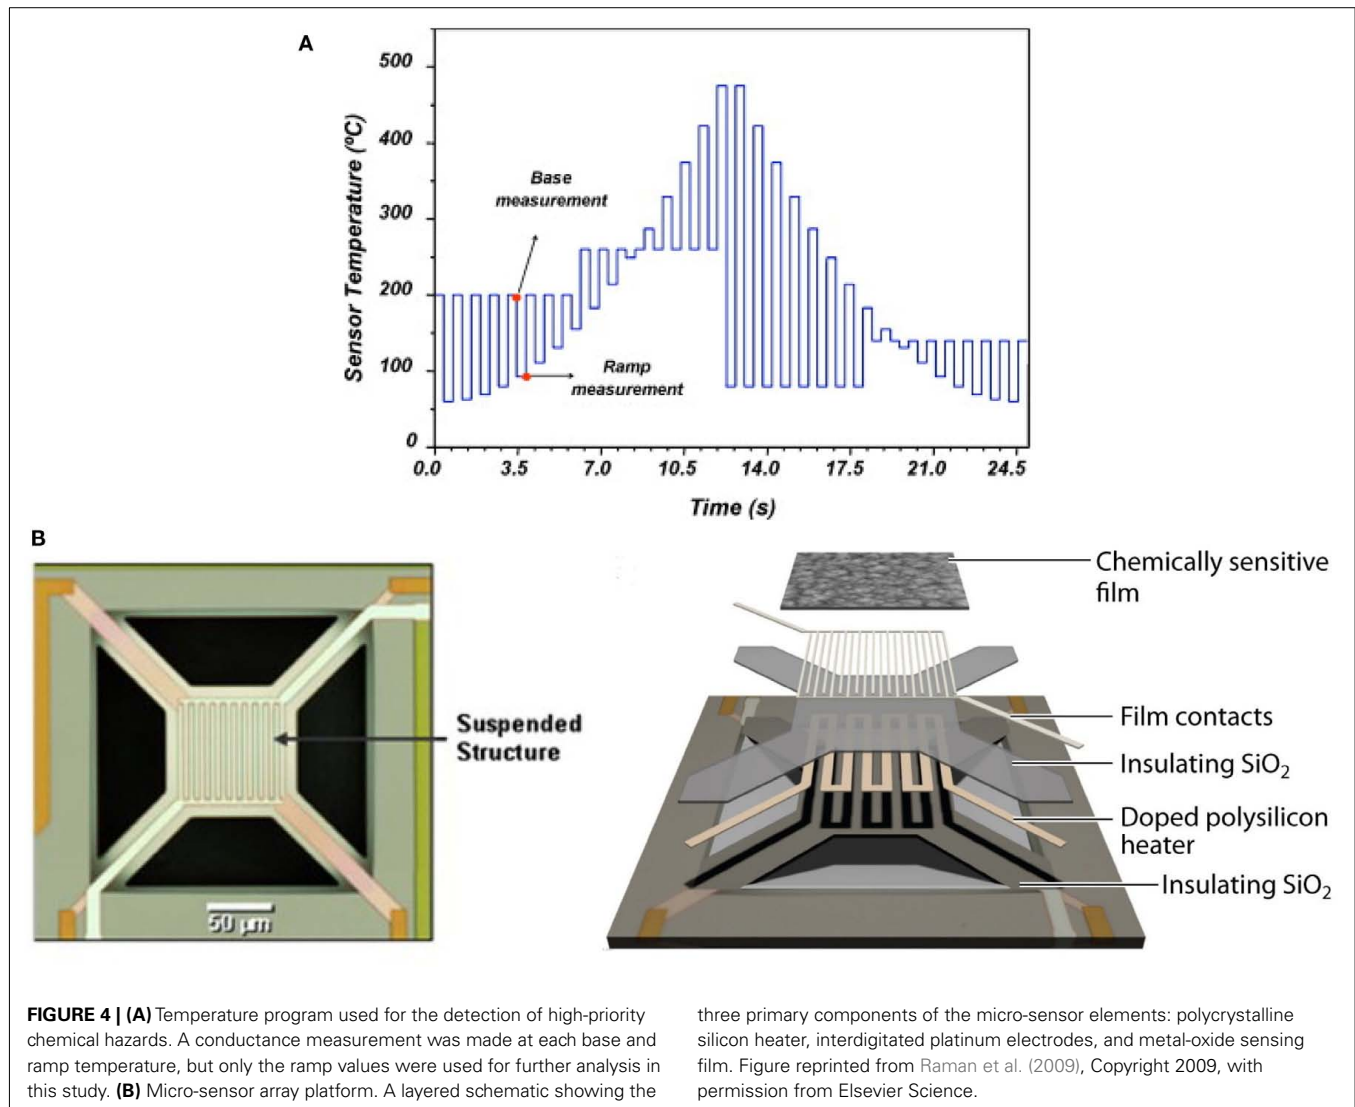 A
500
400
300
200
100
0
Sensor Temperature (ºC)
Base
measurement
Ramp
measurement
0.0 3.5 7.0 10.5 14.0 17.5 21.0 24.5
Time (s)
B
Suspended
Structure
50 µm
Chemically sensitive
film
Film contacts
Insulating SiO₂
Doped polysilicon
heater
Insulating SiO₂
FIGURE 4 | (A) Temperature program used for the detection of high-priority
chemical hazards. A conductance measurement was made at each base and
ramp temperature, but only the ramp values were used for further analysis in
this study. (B) Micro-sensor array platform. A layered schematic showing the
three primary components of the micro-sensor elements: polycrystalline
silicon heater, interdigitated platinum electrodes, and metal-oxide sensing
film. Figure reprinted from Raman et al. (2009), Copyright 2009, with
permission from Elsevier Science.